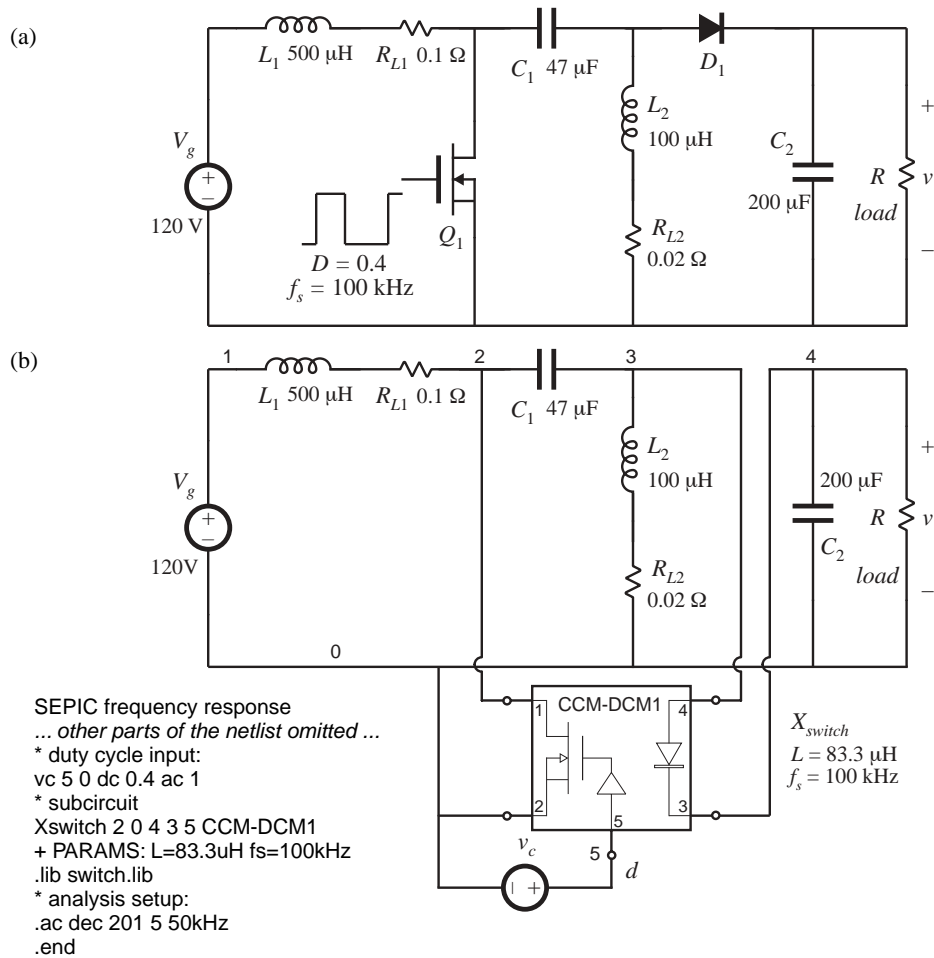 (a)
L1 500 µH
RL1 0.1 Ω
C1 47 µF
D1
Vg
+
−
120 V
L2
100 µH
RL2
0.02 Ω
C2
200 µF
R
load
+
v
−
Q1
D = 0.4
fs = 100 kHz
(b)
1
2
3
4
L1 500 µH
RL1 0.1 Ω
C1 47 µF
Vg
+
−
120V
L2
100 µH
RL2
0.02 Ω
200 µF
C2
R
load
+
v
−
0
CCM-DCM1
1
2
4
3
5
Xswitch
L = 83.3 µH
fs = 100 kHz
5
vc
−
+
d
SEPIC frequency response
... other parts of the netlist omitted ...
* duty cycle input:
vc 5 0 dc 0.4 ac 1
* subcircuit
Xswitch 2 0 4 3 5 CCM-DCM1
+ PARAMS: L=83.3uH fs=100kHz
.lib switch.lib
* analysis setup:
.ac dec 201 5 50kHz
.end